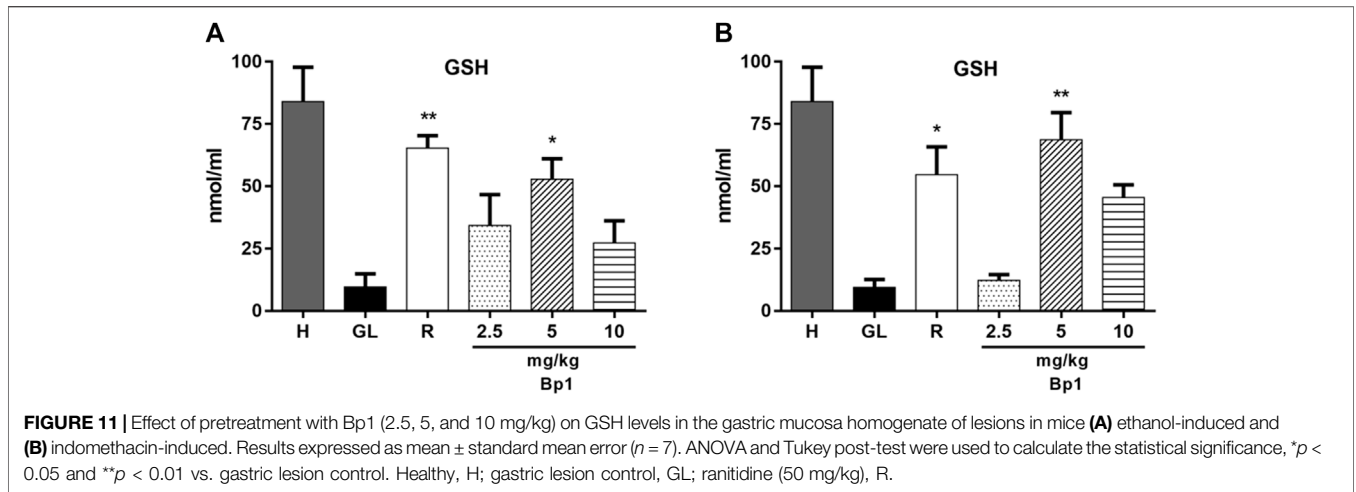 A
GSH
**
*
100
75
50
25
0
nmol/ml
H GL R 2.5 5 10
mg/kg
Bp1
B
GSH
*
**
100
75
50
25
0
nmol/ml
H GL R 2.5 5 10
mg/kg
Bp1
FIGURE 11 | Effect of pretreatment with Bp1 (2.5, 5, and 10 mg/kg) on GSH levels in the gastric mucosa homogenate of lesions in mice (A) ethanol-induced and
(B) indomethacin-induced. Results expressed as mean ± standard mean error (n = 7). ANOVA and Tukey post-test were used to calculate the statistical significance, *p <
0.05 and **p < 0.01 vs. gastric lesion control. Healthy, H; gastric lesion control, GL; ranitidine (50 mg/kg), R.